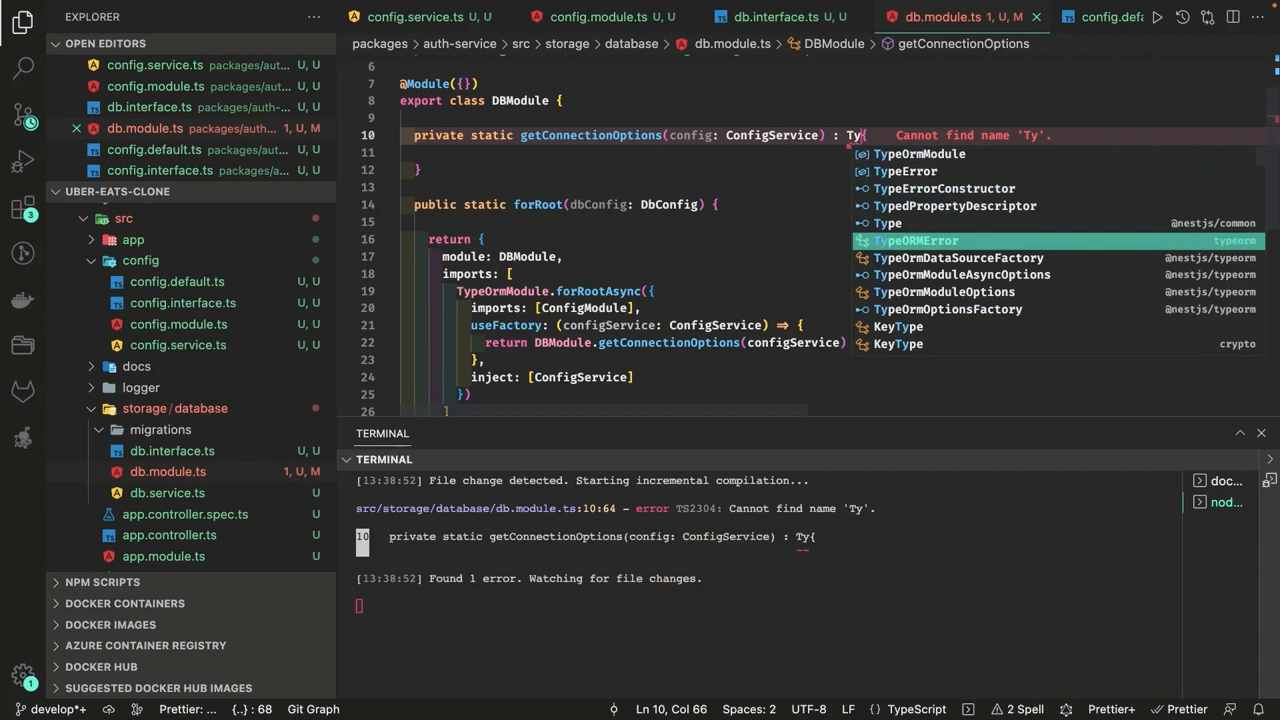 EXPLORER
OPEN EDITORS
config.service.ts packages/aut... U, U
config.module.ts packages/aut... U, U
db.interface.ts packages/auth-... U, U
db.module.ts packages/auth... 1, U, M
config.default.ts packages/aut... U, U
config.interface.ts packages/a... U, U
UBER-EATS-CLONE
src
app
config
config.default.ts U, U
config.interface.ts U, U
config.module.ts U, U
config.service.ts U, U
docs
logger
storage/database
migrations
db.interface.ts U, U
db.module.ts 1, U, M
db.service.ts U
app.controller.spec.ts U
app.controller.ts U
app.module.ts U
NPM SCRIPTS
DOCKER CONTAINERS
DOCKER IMAGES
AZURE CONTAINER REGISTRY
DOCKER HUB
SUGGESTED DOCKER HUB IMAGES
3
1
config.service.ts U, U
config.module.ts U, U
db.interface.ts U, U
db.module.ts 1, U, M
config.defa
packages > auth-service > src > storage > database > db.module.ts > DBModule > getConnectionOptions
6
7 @Module({})
8 export class DBModule {
9
10 private static getConnectionOptions(config: ConfigService) : Ty{ Cannot find name 'Ty'.
11
12 }
13
14 public static forRoot(dbConfig: DbConfig) {
15
16 return {
17 module: DBModule,
18 imports: [
19 TypeOrmModule.forRootAsync({
20 imports: [ConfigModule],
21 useFactory: (configService: ConfigService) => {
22 return DBModule.getConnectionOptions(configService)
23 },
24 inject: [ConfigService]
25 })
26 ]
TypeOrmModule
TypeError
TypeErrorConstructor
TypedPropertyDescriptor
Type @nestjs/common
TypeORMError typeorm
TypeOrmDataSourceFactory @nestjs/typeorm
TypeOrmModuleAsyncOptions @nestjs/typeorm
TypeOrmModuleOptions @nestjs/typeorm
TypeOrmOptionsFactory @nestjs/typeorm
KeyType
KeyType crypto
TERMINAL
TERMINAL
[13:38:52] File change detected. Starting incremental compilation...
src/storage/database/db.module.ts:10:64 - error TS2304: Cannot find name 'Ty'.
10 private static getConnectionOptions(config: ConfigService) : Ty{
~~
[13:38:52] Found 1 error. Watching for file changes.
doc...
nod...
develop*+ Prettier: ... {..} : 68 Git Graph Ln 10, Col 66 Spaces: 2 UTF-8 LF {} TypeScript 2 Spell Prettier+ Prettier